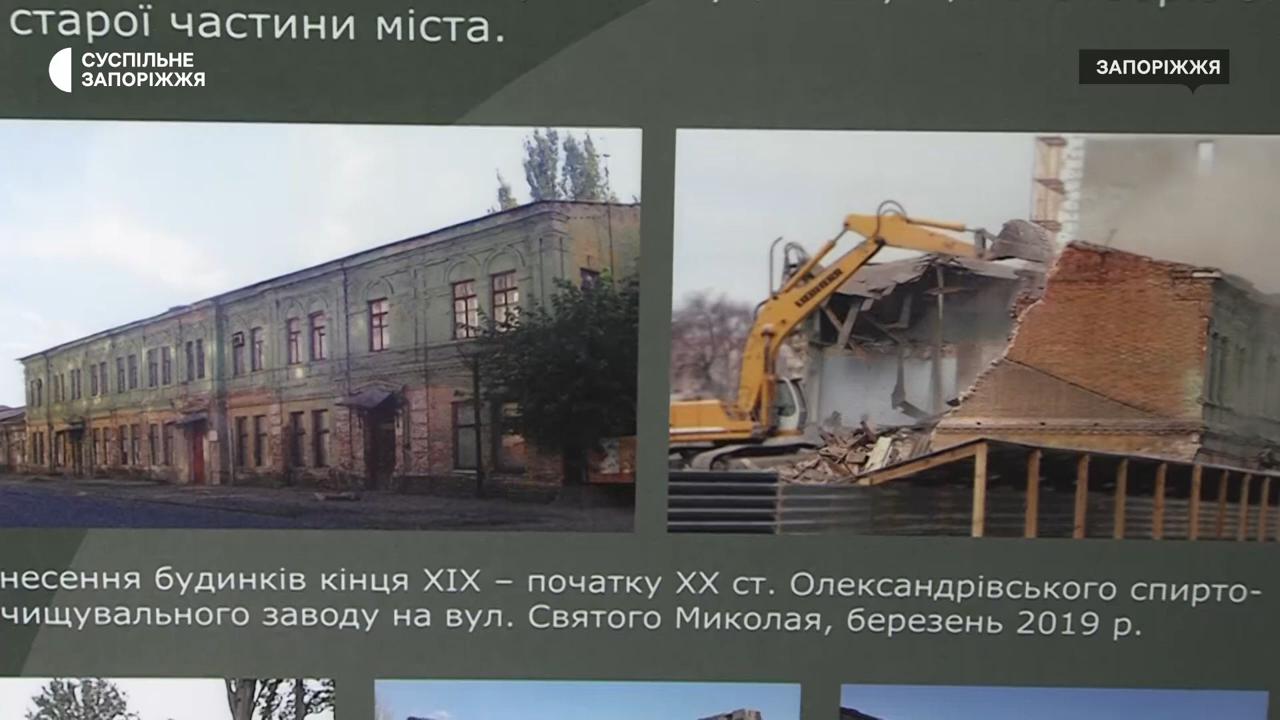 старої частини міста.
СУСПІЛЬНЕ
ЗАПОРІЖЖЯ
ЗАПОРІЖЖЯ
LIEBHERR
несення будинків кінця XIX – початку XX ст. Олександрівського спирто-
чищувального заводу на вул. Святого Миколая, березень 2019 р.